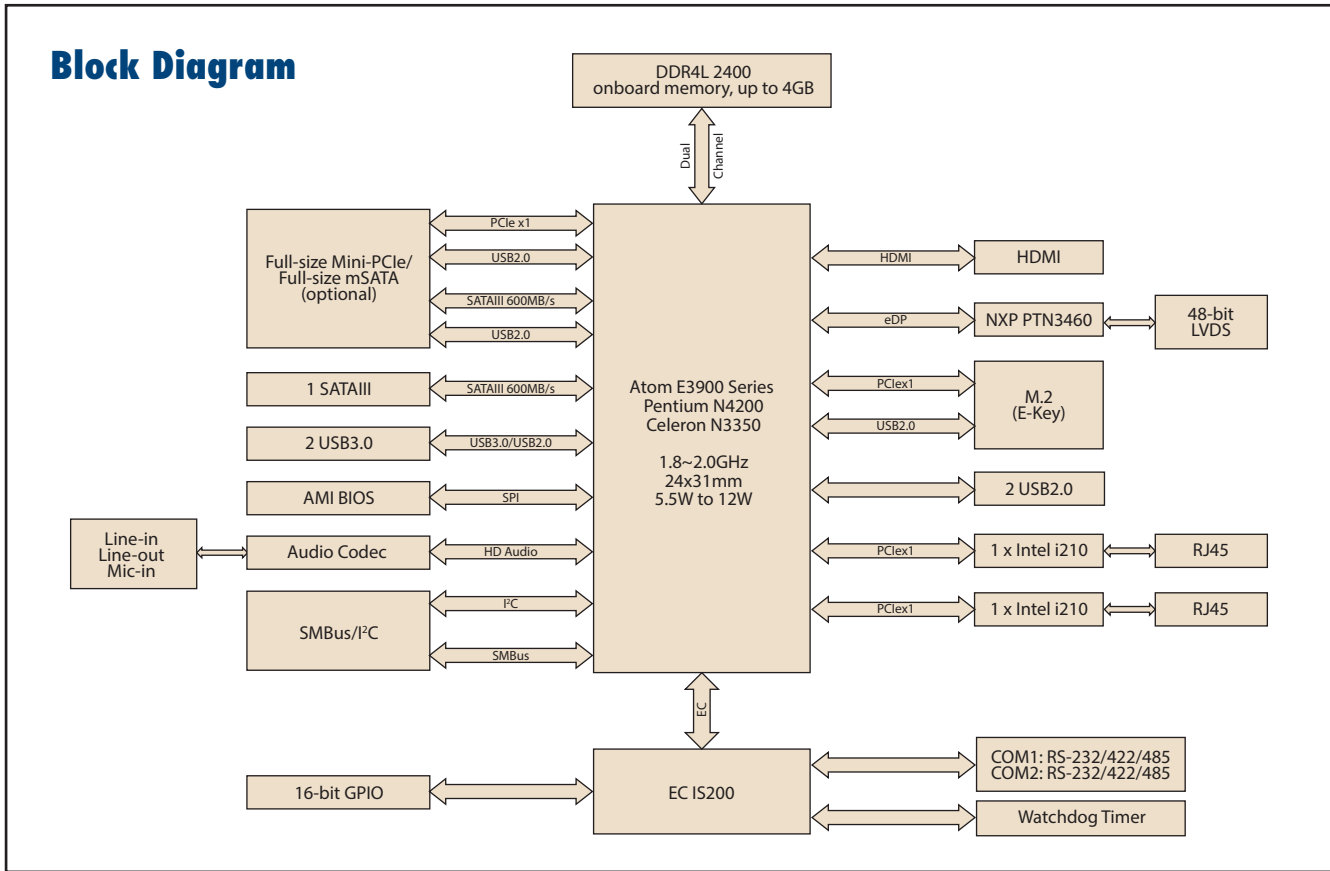 Block Diagram
DDR4L 2400
onboard memory, up to 4GB
Dual
Channel
Full-size Mini-PCIe/
Full-size mSATA
(optional)
PCIe x1
USB2.0
SATAIII 600MB/s
USB2.0
1 SATAIII
SATAIII 600MB/s
2 USB3.0
USB3.0/USB2.0
AMI BIOS
SPI
Line-in
Line-out
Mic-in
Audio Codec
HD Audio
SMBus/I²C
I²C
SMBus
Atom E3900 Series
Pentium N4200
Celeron N3350
1.8~2.0GHz
24x31mm
5.5W to 12W
HDMI
HDMI
eDP
NXP PTN3460
48-bit
LVDS
PCIex1
USB2.0
M.2
(E-Key)
2 USB2.0
PCIex1
1 x Intel i210
RJ45
PCIex1
1 x Intel i210
RJ45
EC
16-bit GPIO
EC IS200
COM1: RS-232/422/485
COM2: RS-232/422/485
Watchdog Timer